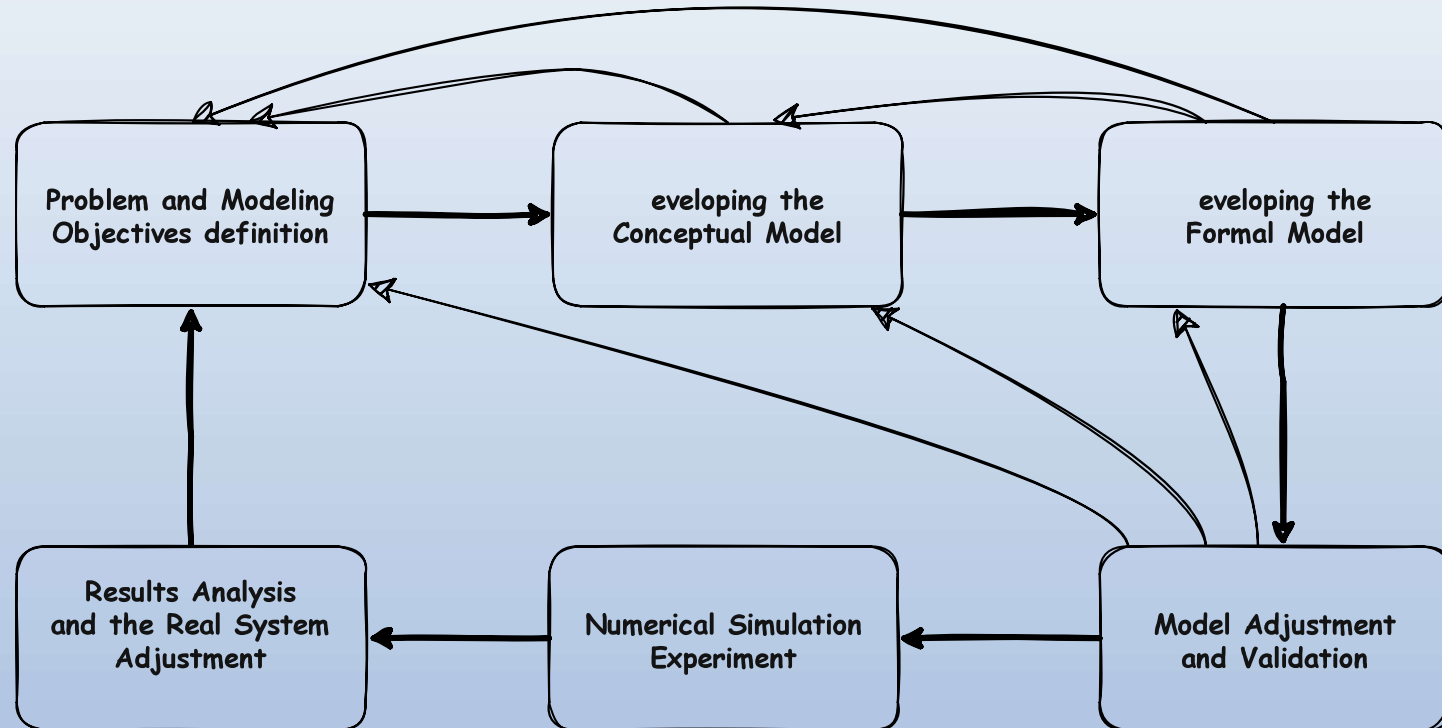 Problem and Modeling
Objectives definition
eveloping the
Conceptual Model
eveloping the
Formal Model
Results Analysis
and the Real System
Adjustment
Numerical Simulation
Experiment
Model Adjustment
and Validation